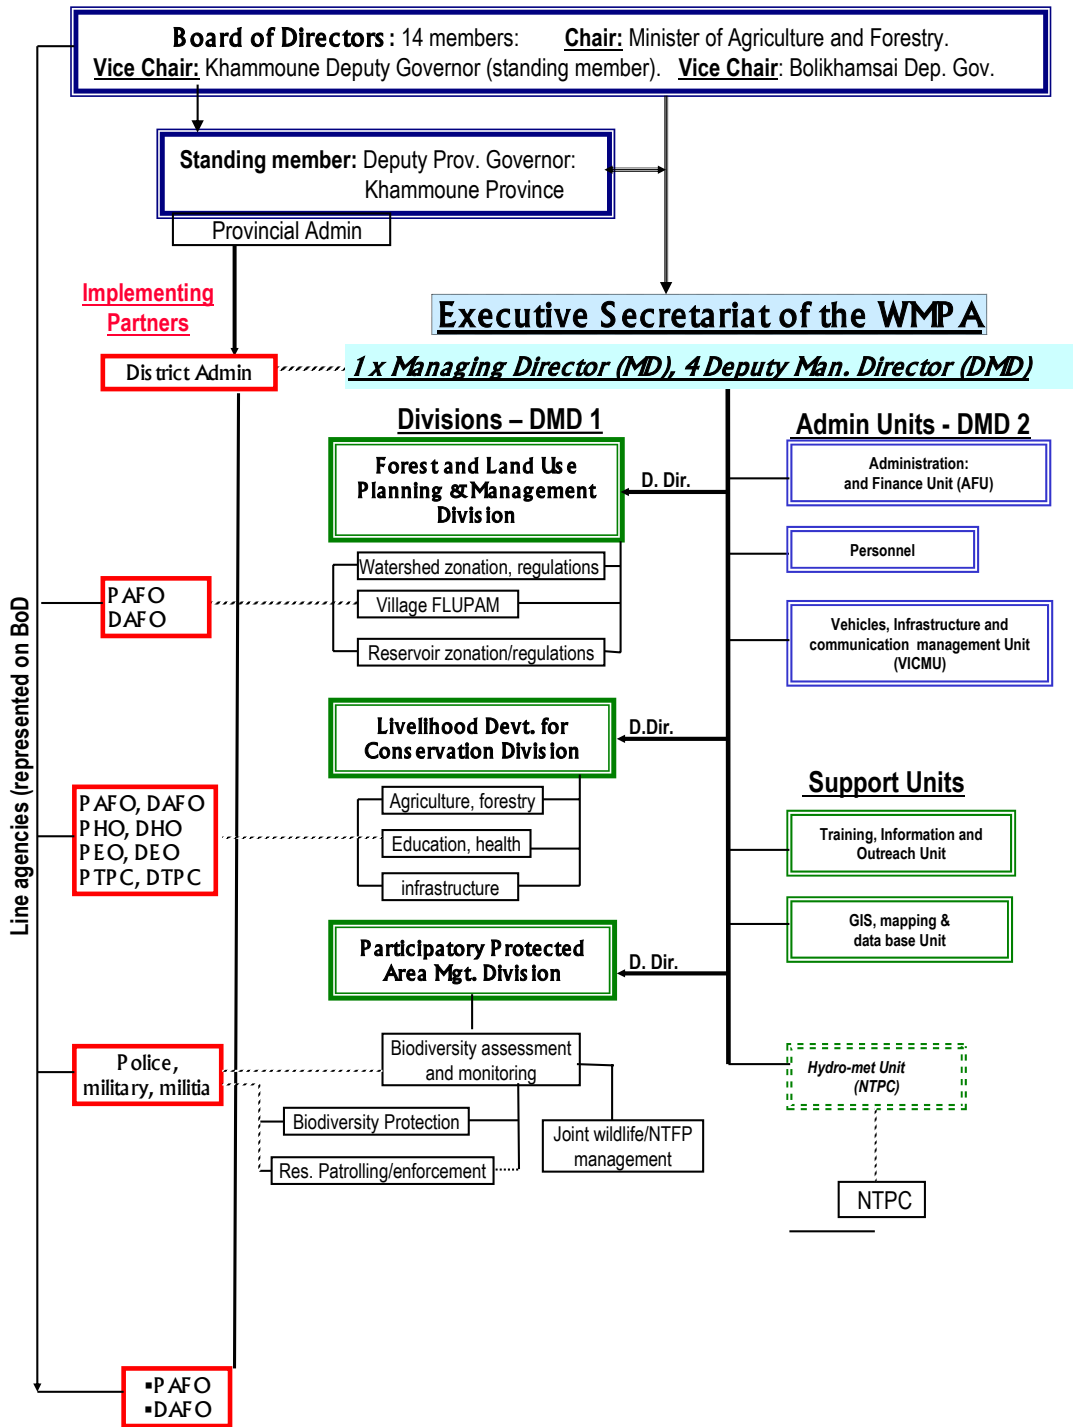 Board of Directors: 14 members: Chair: Minister of Agriculture and Forestry.
Vice Chair: Khammoune Deputy Governor (standing member). Vice Chair: Bolikhamsai Dep. Gov.
Standing member: Deputy Prov. Governor:
Khammoune Province
Provincial Admin
Implementing
Partners
Executive Secretariat of the WMPA
District Admin
1 x Managing Director (MD), 4 Deputy Man. Director (DMD)
Divisions – DMD 1
Admin Units - DMD 2
Forest and Land Use
Planning & Management
Division
D. Dir.
Administration:
and Finance Unit (AFU)
Personnel
Watershed zonation, regulations
Village FLUPAM
Reservoir zonation/regulations
PAFO
DAFO
Vehicles, Infrastructure and
communication management Unit
(VICMU)
Line agencies (represented on BoD
Livelihood Devt. for
Conservation Division
D.Dir.
Support Units
Agriculture, forestry
Education, health
infrastructure
PAFO, DAFO
PHO, DHO
PEO, DEO
PTPC, DTPC
Training, Information and
Outreach Unit
GIS, mapping &
data base Unit
Participatory Protected
Area Mgt. Division
D. Dir.
Police,
military, militia
Biodiversity assessment
and monitoring
Hydro-met Unit
(NTPC)
Biodiversity Protection
Joint wildlife/NTFP
management
Res. Patrolling/enforcement
NTPC
▪PAFO
▪DAFO